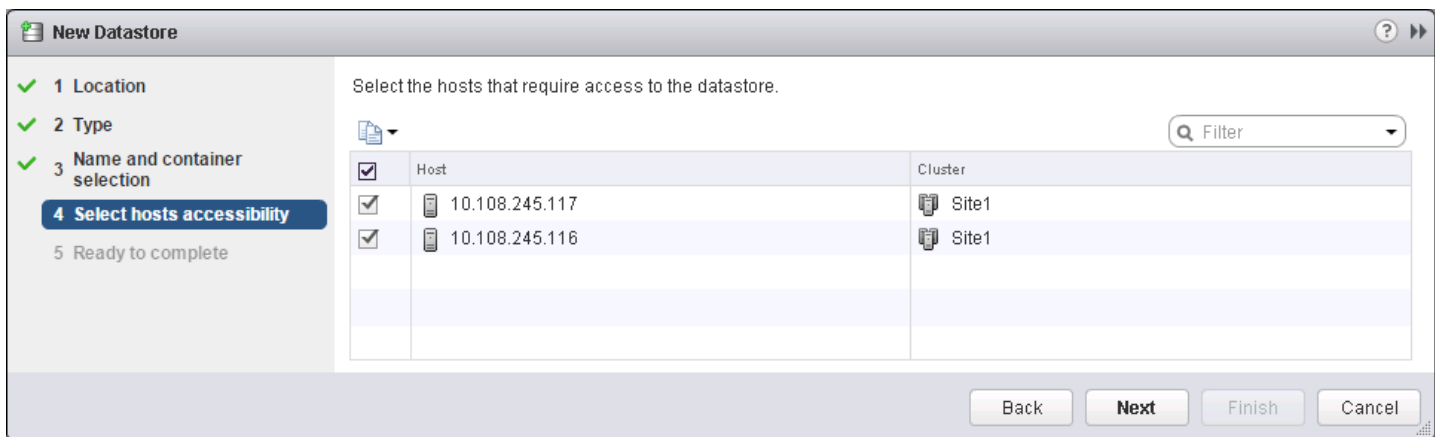 New Datastore
1 Location
2 Type
3 Name and container
selection
4 Select hosts accessibility
5 Ready to complete
Select the hosts that require access to the datastore.
Filter
Host Cluster
10.108.245.117 Site1
10.108.245.116 Site1
Back Next Finish Cancel